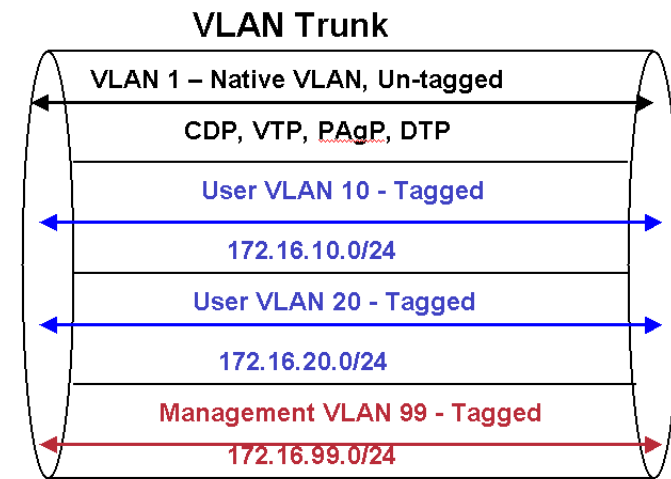 VLAN Trunk
VLAN 1 – Native VLAN, Un-tagged
CDP, VTP, PAgP, DTP
User VLAN 10 - Tagged
172.16.10.0/24
User VLAN 20 - Tagged
172.16.20.0/24
Management VLAN 99 - Tagged
172.16.99.0/24